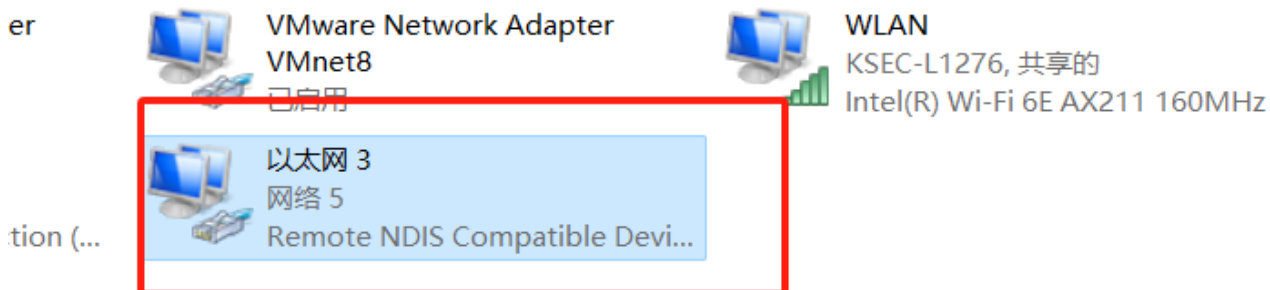 er
VMware Network Adapter
VMnet8
已启用
WLAN
KSEC-L1276, 共享的
Intel(R) Wi-Fi 6E AX211 160MHz
以太网 3
网络 5
Remote NDIS Compatible Devi...
tion (...